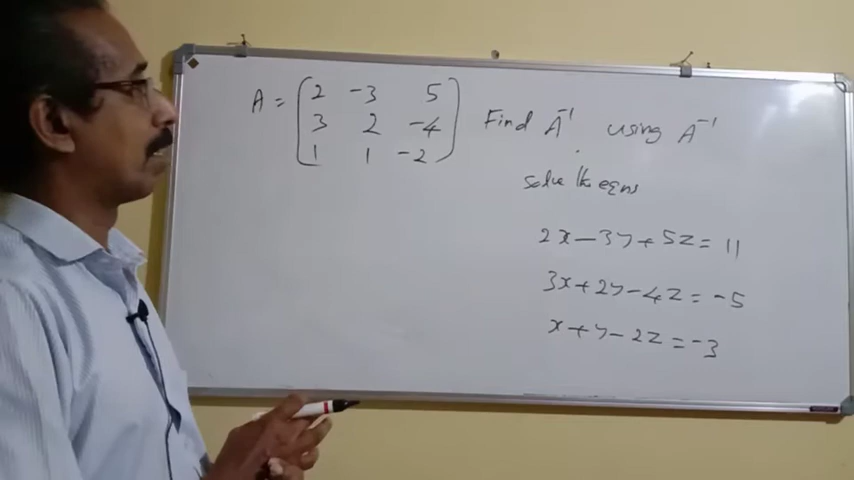 A = ( 2 -3 5
3 2 -4
1 1 -2 )
Find A⁻¹ using A⁻¹
solve the eqns
2x-3y+5z=11
3x+2y-4z=-5
x+y-2z=-3